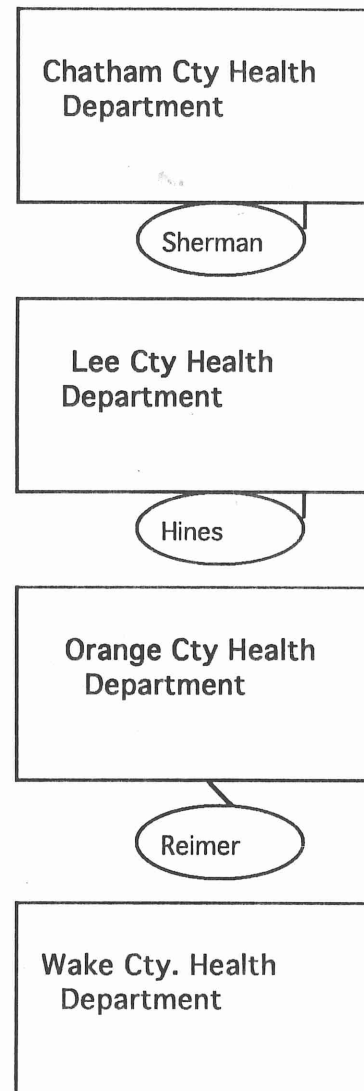 Chatham Cty Health
Department
Sherman
Lee Cty Health
Department
Hines
Orange Cty Health
Department
Reimer
Wake Cty. Health
Department